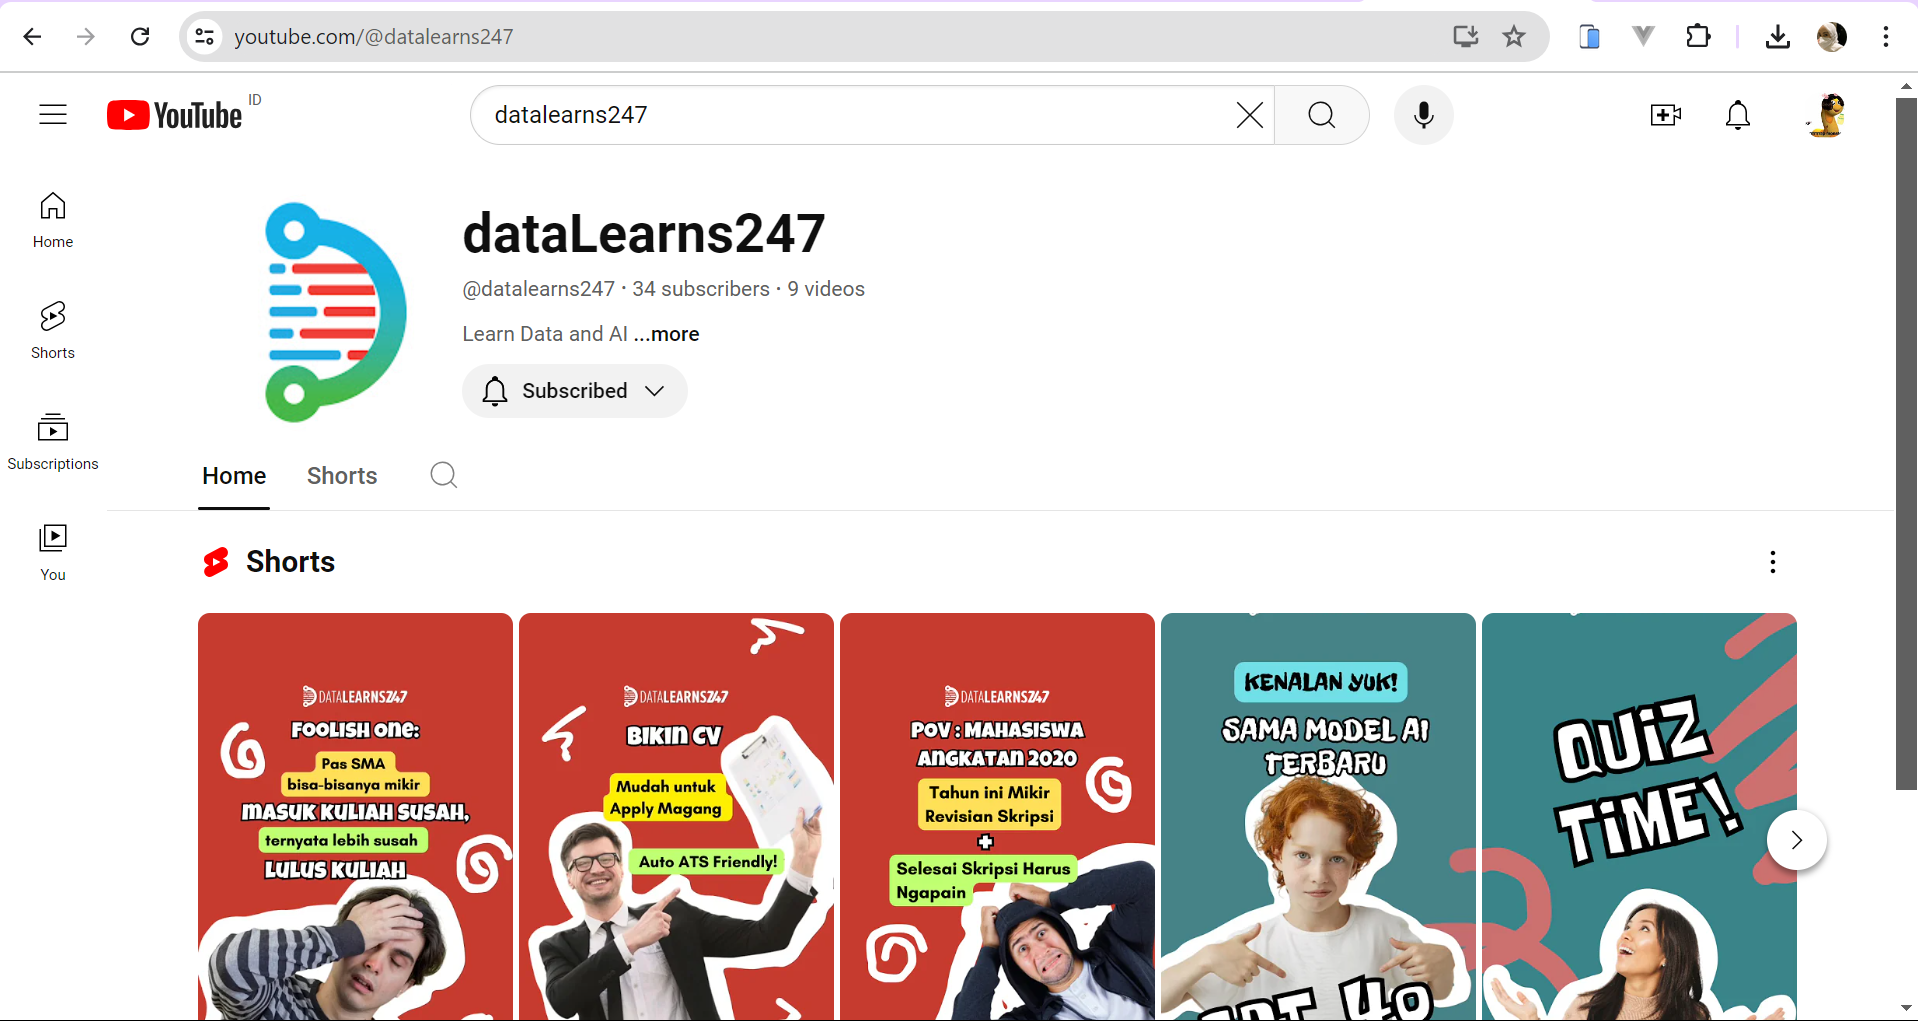 youtube.com/@datalearns247
YouTube ID
datalearns247
Home
Shorts
Subscriptions
You
dataLearns247
@datalearns247 • 34 subscribers • 9 videos
Learn Data and AI ...more
Subscribed
Home Shorts
Shorts
DATALEARNS247
FOOLISH ONE:
Pas SMA
bisa-bisanya mikir
MASUK KULIAH SUSAH,
ternyata lebih susah
LULUS KULIAH
DATALEARNS247
BIKIN CV
Mudah untuk
Apply Magang
Auto ATS Friendly!
DATALEARNS247
POV : MAHASISWA
ANGKATAN 2020
Tahun ini Mikir
Revisian Skripsi
+
Selesai Skripsi Harus
Ngapain
KENALAN YUK!
SAMA MODEL AI
TERBARU
QUIZ
TIME!